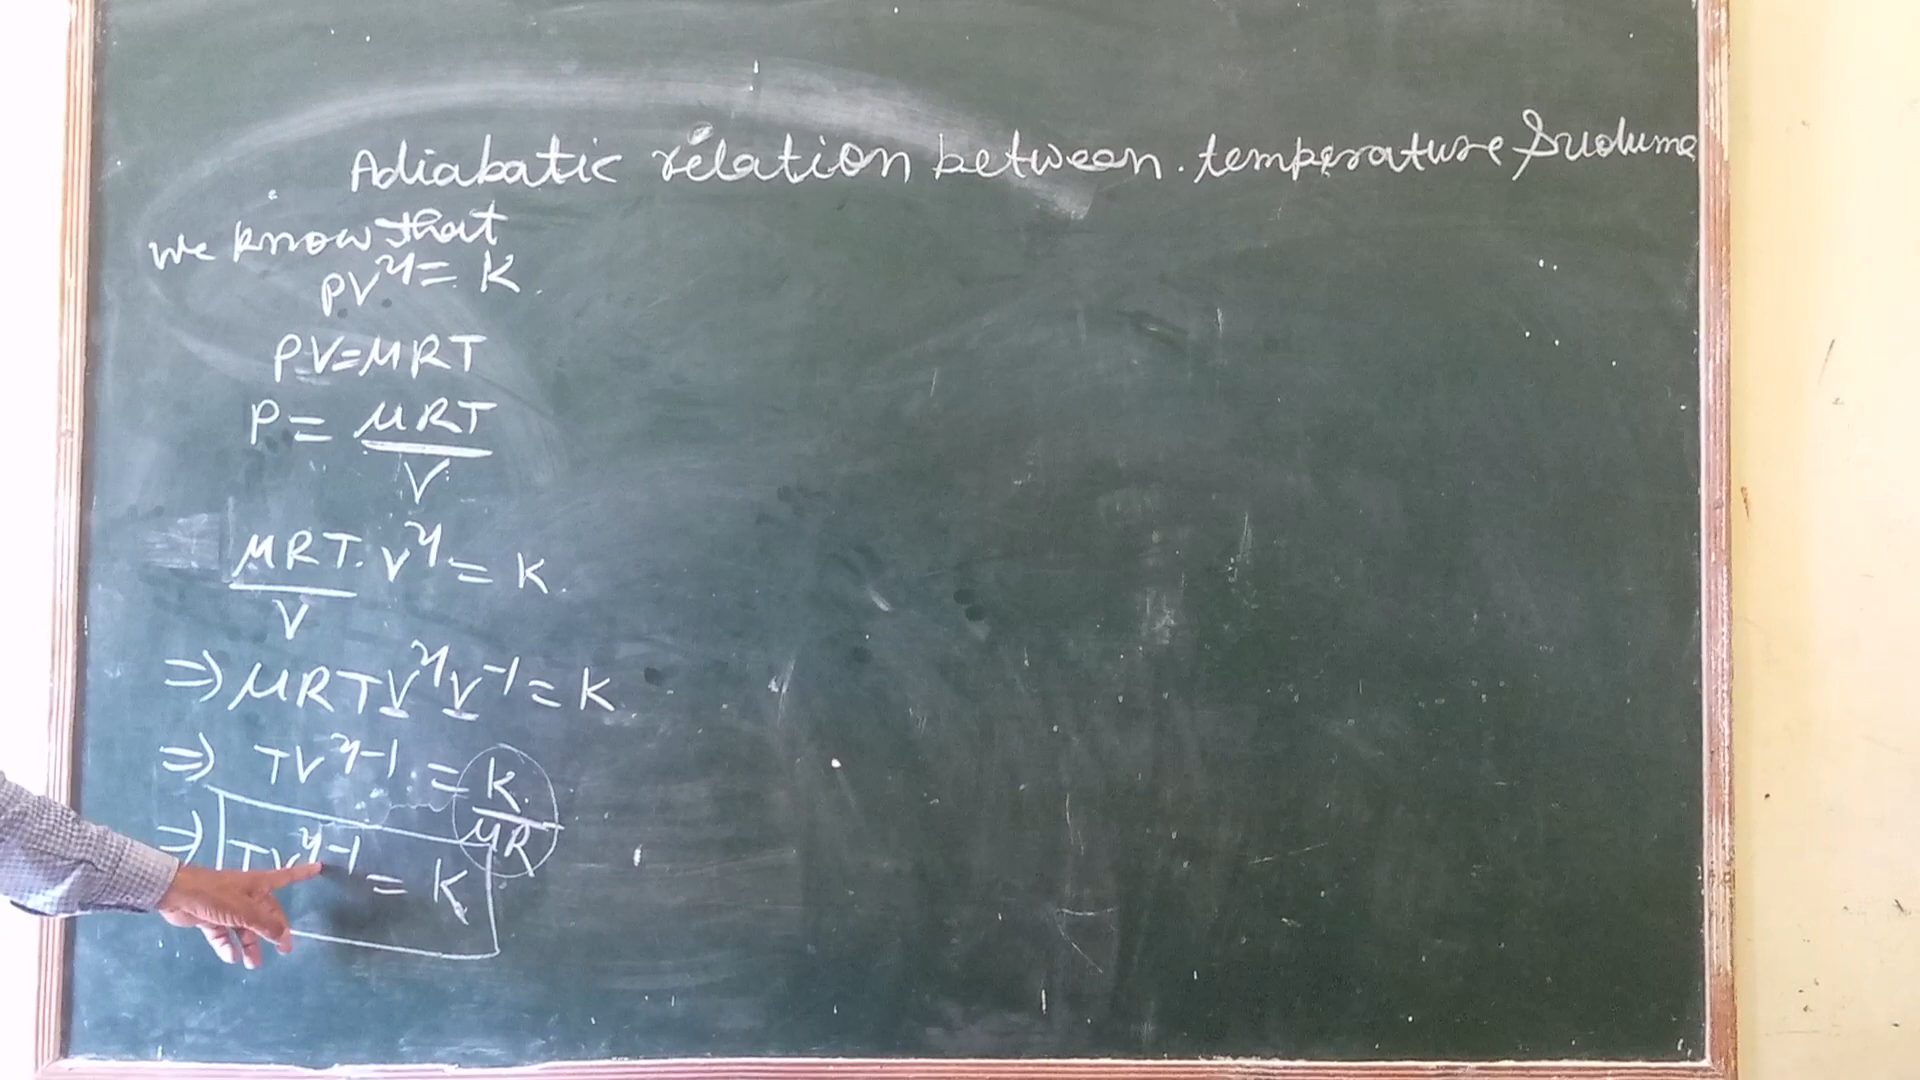 Adiabatic relation between temperature & volume
we know that
PV^γ = K.
PV = μRT
P = μRT / V
μRT / V . V^γ = K.
⇒ μRTV^γ V^-1 = K
⇒ TV^γ-1 = K / μR
⇒ TV^γ-1 = K